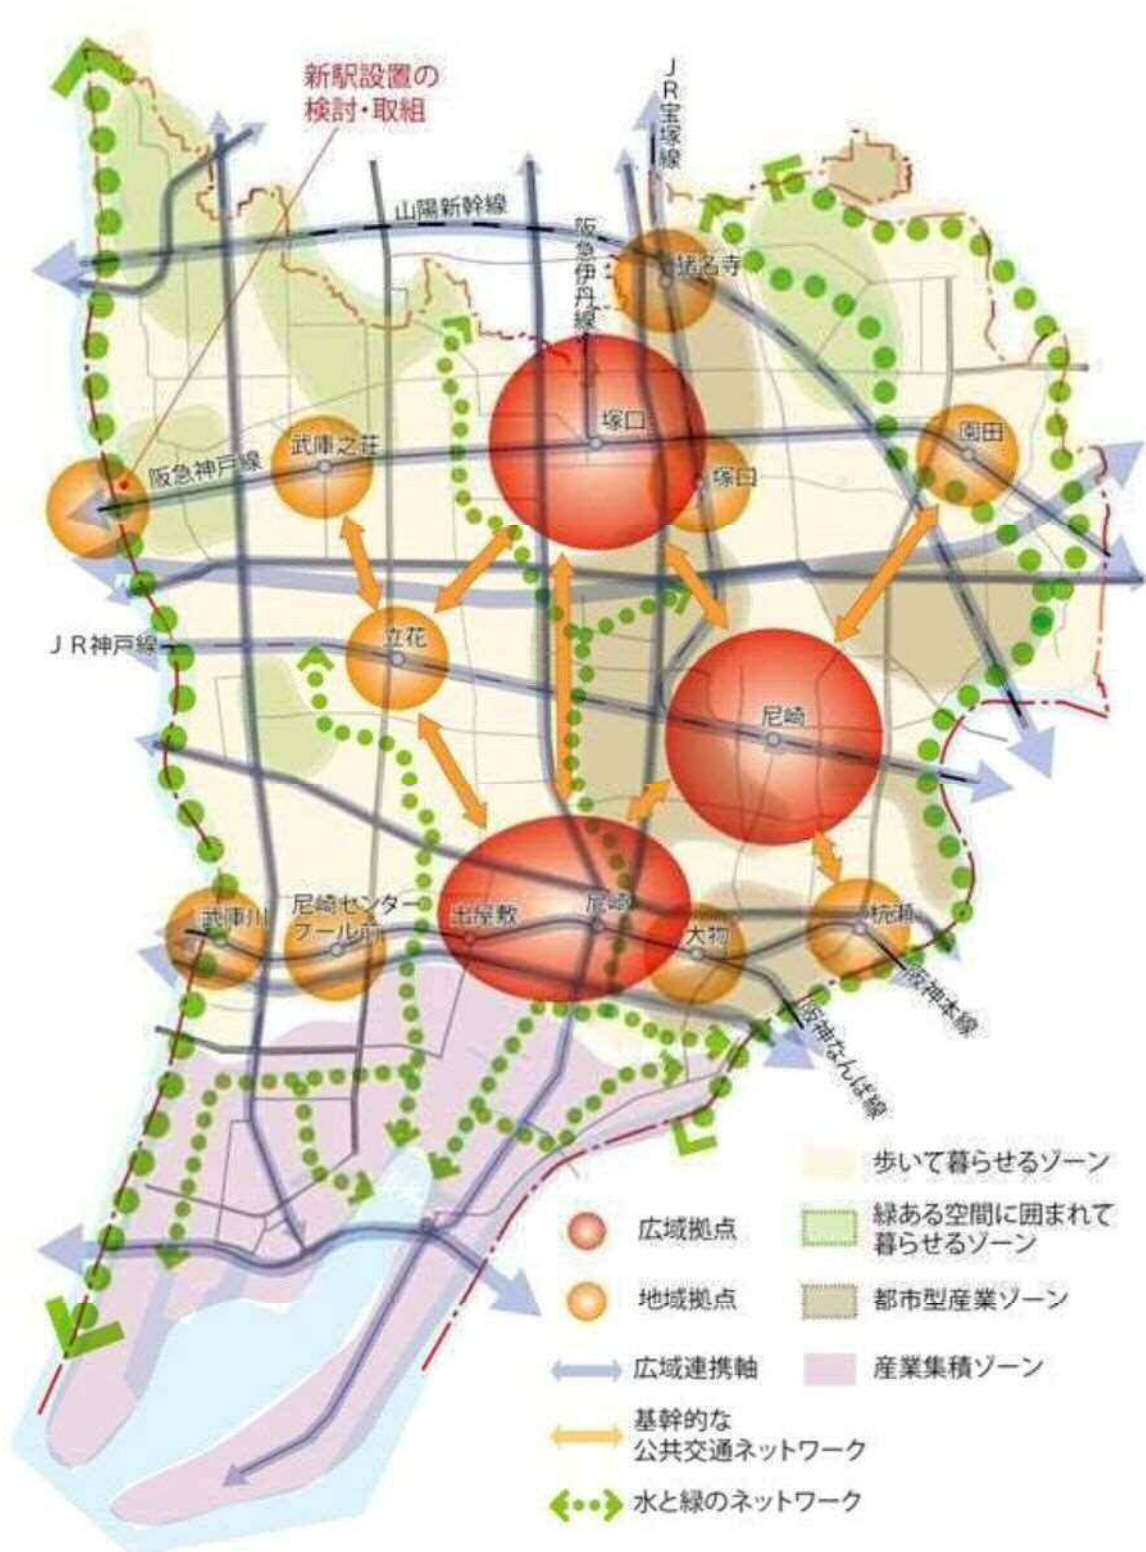 新駅設置の
検討・取組
JR宝塚線
山陽新幹線
阪急伊丹線
猪名寺
塚口
園田
武庫之荘
阪急神戸線
塚口
立花
JR神戸線
尼崎
武庫川
尼崎センター
プール前
出屋敷
尼崎
大物
杭瀬
阪神本線
阪神なんば線
歩いて暮らせるゾーン
緑ある空間に囲まれて
暮らせるゾーン
広域拠点
地域拠点
都市型産業ゾーン
広域連携軸
産業集積ゾーン
基幹的な
公共交通ネットワーク
水と緑のネットワーク